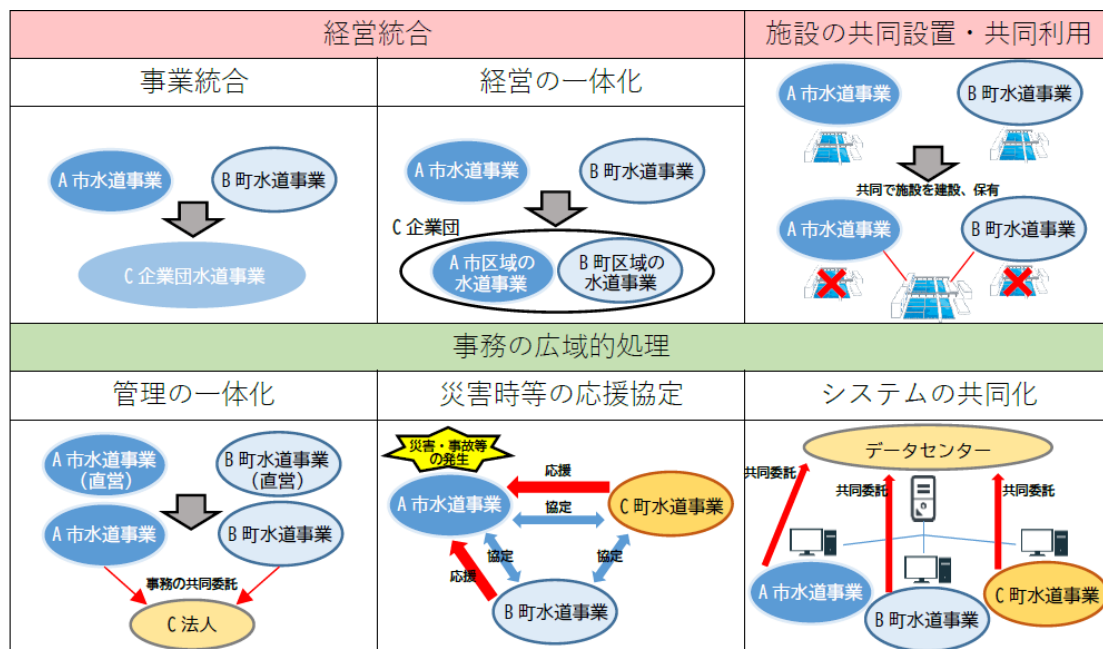 経営統合
施設の共同設置・共同利用
事業統合
経営の一体化
A市水道事業
B町水道事業
C企業団水道事業
A市水道事業
B町水道事業
C企業団
A市区域の
水道事業
B町区域の
水道事業
A市水道事業
B町水道事業
共同で施設を建設、保有
A市水道事業
B町水道事業
事務の広域的処理
管理の一体化
災害時等の応援協定
システムの共同化
A市水道事業
(直営)
B町水道事業
(直営)
A市水道事業
B町水道事業
事務の共同委託
C法人
災害・事故等
の発生
A市水道事業
応援
協定
C町水道事業
協定
応援
協定
B町水道事業
データセンター
共同委託
共同委託
共同委託
A市水道事業
B町水道事業
C町水道事業